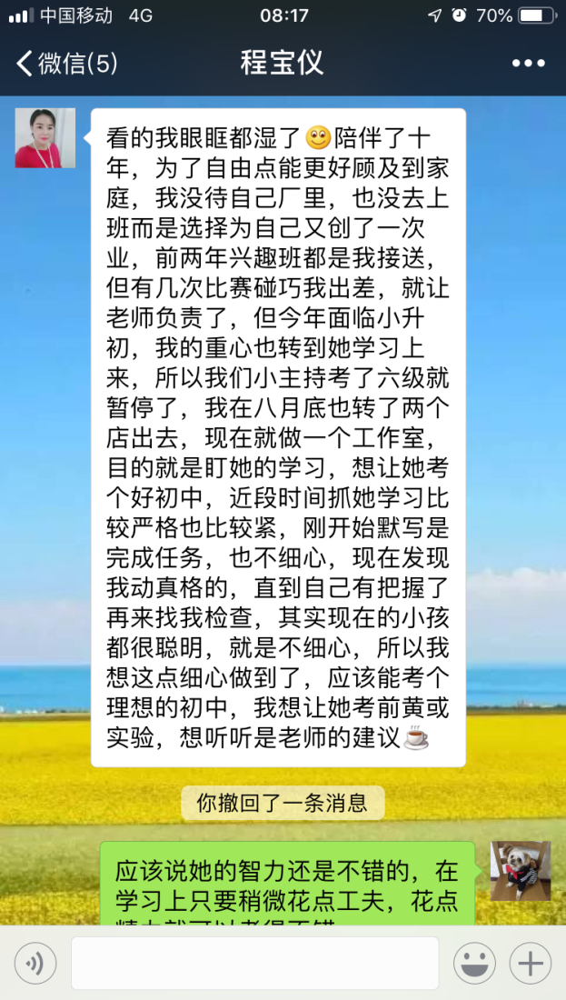 中国移动 4G 08:17 70%
微信(5) 程宝仪
看的我眼眶都湿了🙂陪伴了十
年，为了自由点能更好顾及到家
庭，我没待自己厂里，也没去上
班而是选择为自己又创了一次
业，前两年兴趣班都是我接送，
但有几次比赛碰巧我出差，就让
老师负责了，但今年面临小升
初，我的重心也转到她学习上
来，所以我们小主持考了六级就
暂停了，我在八月底也转了两个
店出去，现在就做一个工作室，
目的就是盯她的学习，想让她考
个好初中，近段时间抓她学习比
较严格也比较紧，刚开始默写是
完成任务，也不细心，现在发现
我动真格的，直到自己有把握了
再来找我检查，其实现在的小孩
都很聪明，就是不细心，所以我
想这点细心做到了，应该能考个
理想的初中，我想让她考前黄或
实验，想听听是老师的建议☕
你撤回了一条消息
应该说她的智力还是不错的，在
学习上只要稍微花点工夫，花点